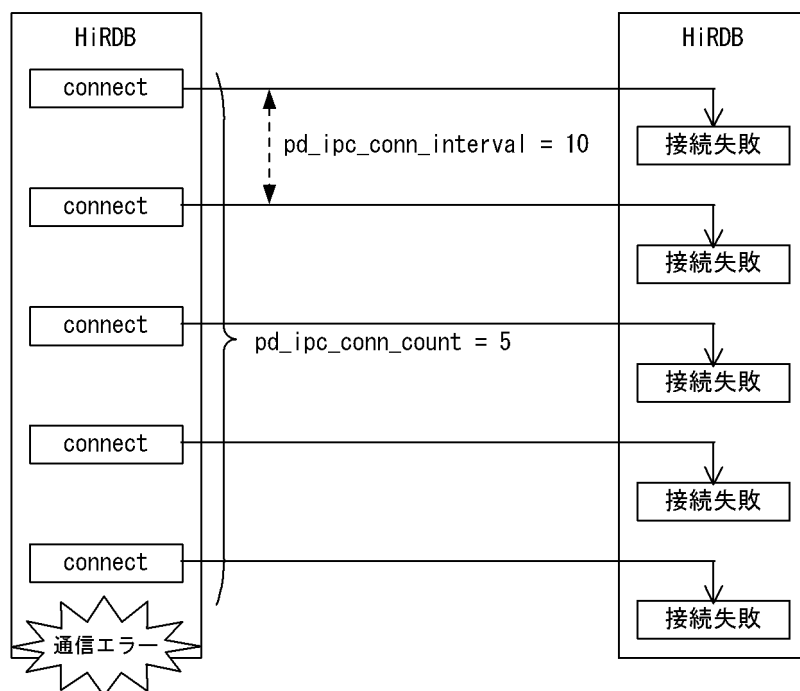 HiRDB
HiRDB
connect
接続失敗
pd_ipc_conn_interval = 10
connect
接続失敗
connect
pd_ipc_conn_count = 5
接続失敗
connect
接続失敗
connect
接続失敗
通信エラー